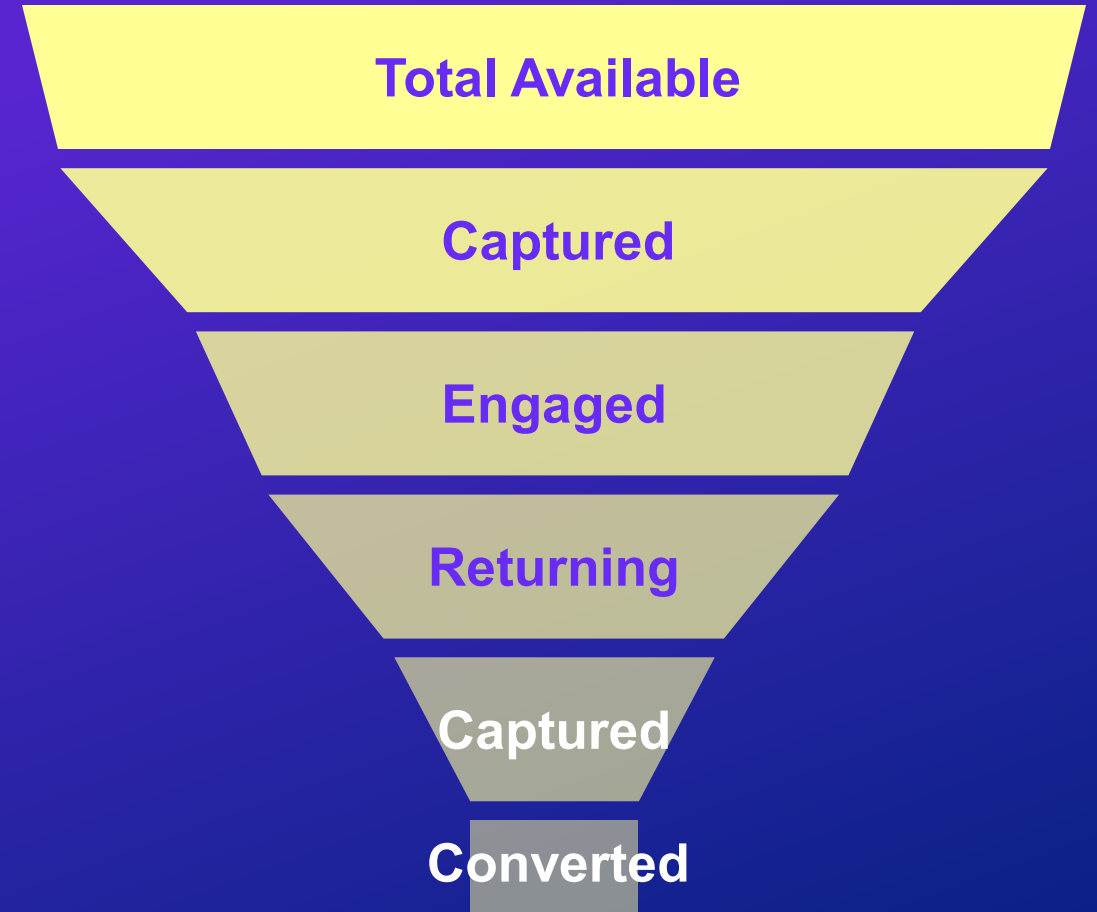 Total Available
Captured
Engaged
Returning
Captured
Converted